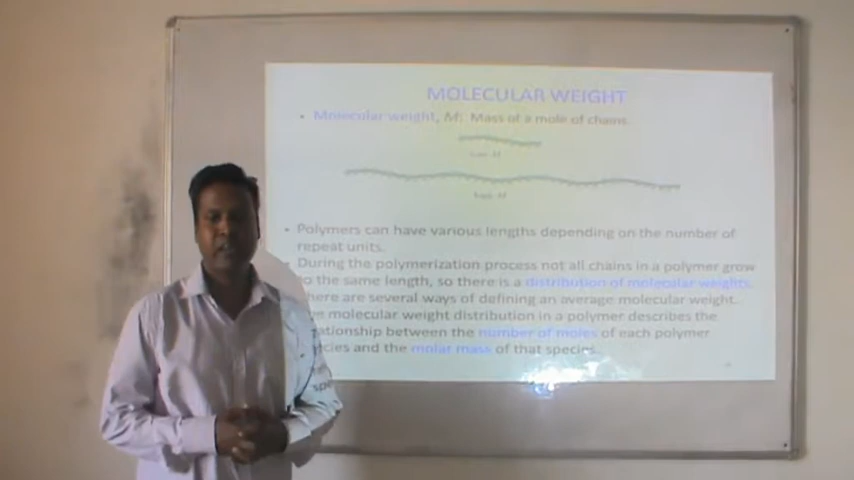 MOLECULAR WEIGHT
• Molecular weight, M: Mass of a mole of chains.
• Polymers can have various lengths depending on the number of
repeat units.
• During the polymerization process not all chains in a polymer grow
to the same length, so there is a distribution of molecular weights.
There are several ways of defining an average molecular weight.
molecular weight distribution in a polymer describes the
relationship between the number of moles of each polymer
and the molar mass of that species.